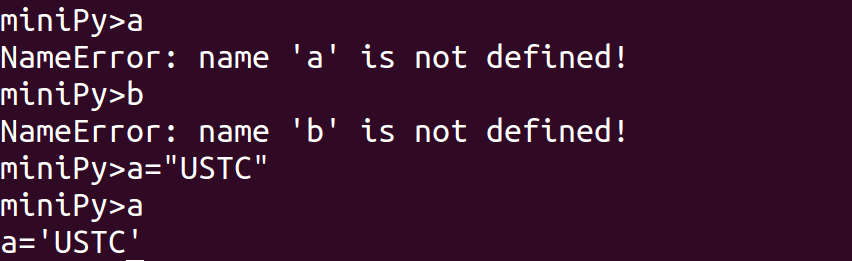 miniPy>a
NameError: name 'a' is not defined!
miniPy>b
NameError: name 'b' is not defined!
miniPy>a="USTC"
miniPy>a
a='USTC'